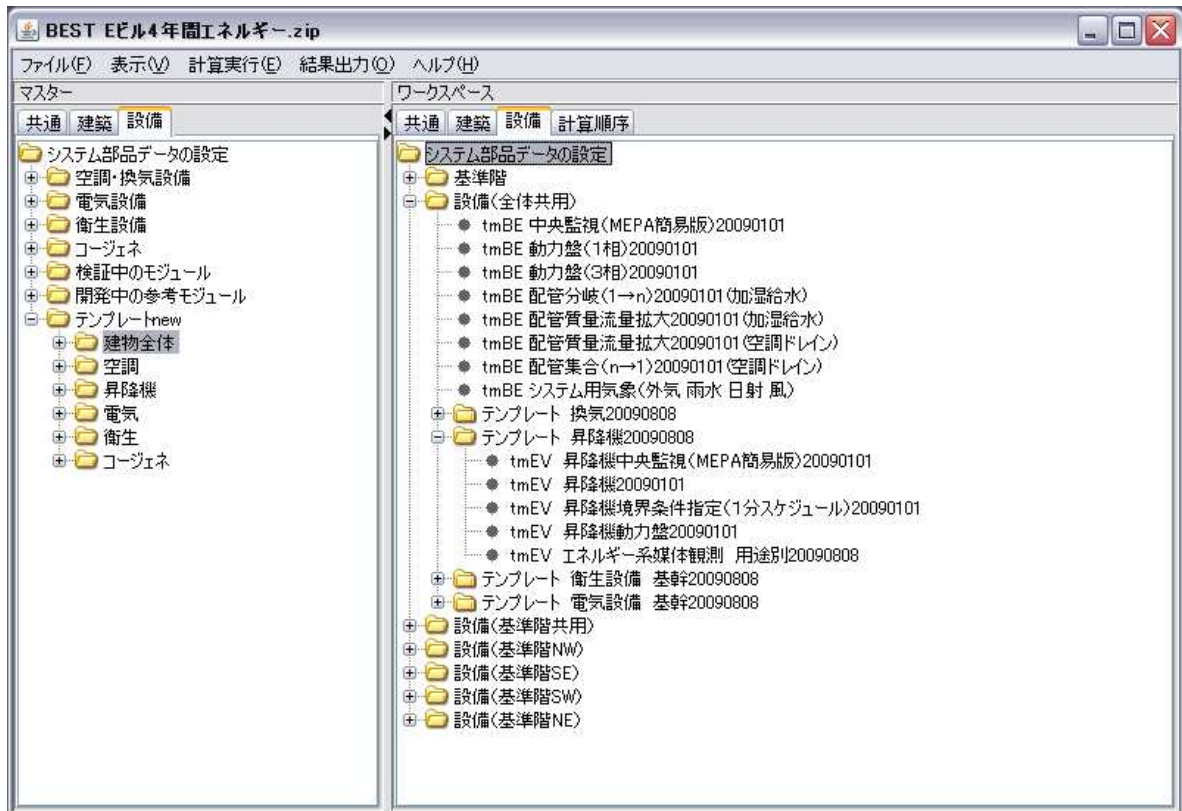 BEST Eビル4年間エネルギー.zip
ファイル(F) 表示(V) 計算実行(E) 結果出力(O) ヘルプ(H)
マスター
共通 建築 設備
システム部品データの設定
空調・換気設備
電気設備
衛生設備
コージェネ
検証中のモジュール
開発中の参考モジュール
テンプレートnew
建物全体
空調
昇降機
電気
衛生
コージェネ
ワークスペース
共通 建築 設備 計算順序
システム部品データの設定
基準階
設備(全体共用)
tmBE 中央監視(MEPA簡易版)20090101
tmBE 動力盤(1相)20090101
tmBE 動力盤(3相)20090101
tmBE 配管分岐(1→n)20090101(加湿給水)
tmBE 配管質量流量拡大20090101(加湿給水)
tmBE 配管質量流量拡大20090101(空調ドレイン)
tmBE 配管集合(n→1)20090101(空調ドレイン)
tmBE システム用気象(外気 雨水 日射 風)
テンプレート 換気20090808
テンプレート 昇降機20090808
tmEV 昇降機中央監視(MEPA簡易版)20090101
tmEV 昇降機20090101
tmEV 昇降機境界条件指定(1分スケジュール)20090101
tmEV 昇降機動力盤20090101
tmEV エネルギー系媒体観測 用途別20090808
テンプレート 衛生設備 基幹20090808
テンプレート 電気設備 基幹20090808
設備(基準階共用)
設備(基準階NW)
設備(基準階SE)
設備(基準階SW)
設備(基準階NE)